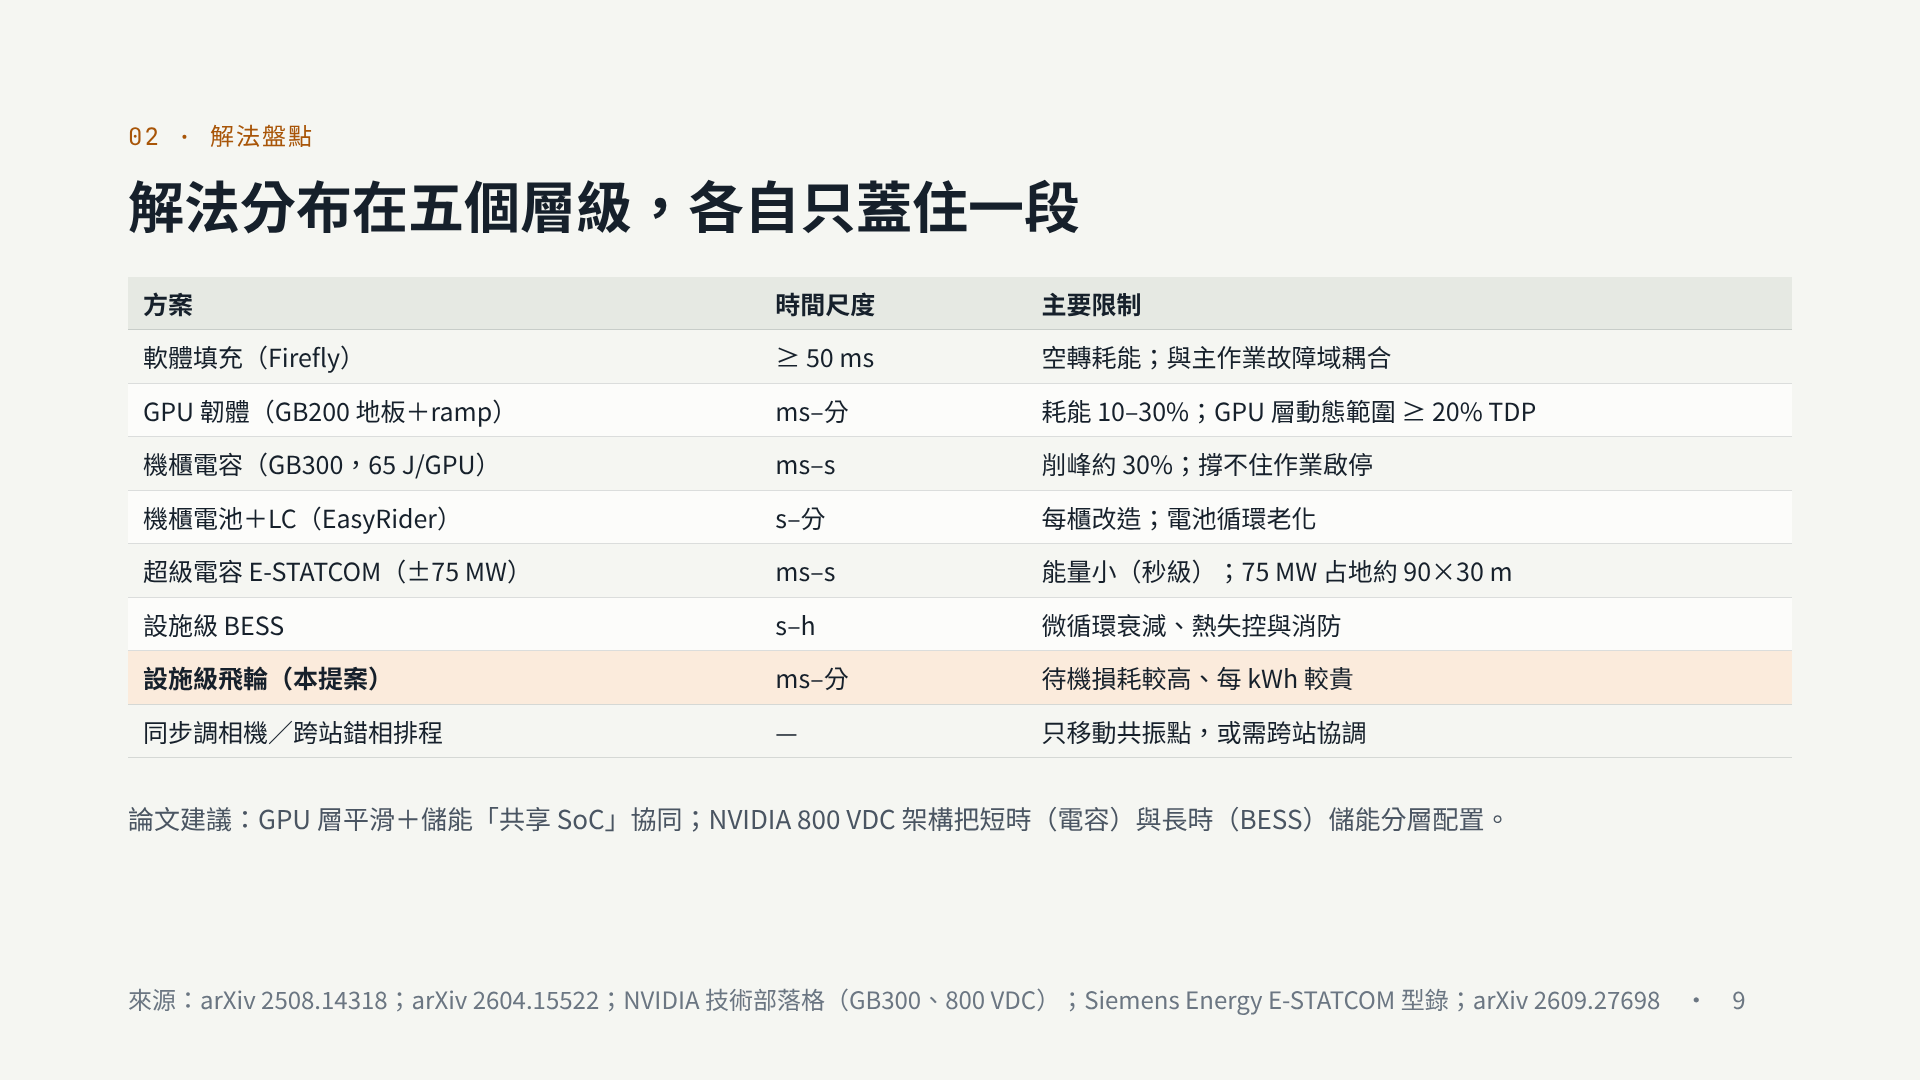 02 · 解法盤點
解法分布在五個層級，各自只蓋住一段
方案 時間尺度 主要限制
軟體填充（Firefly） ≥ 50 ms 空轉耗能；與主作業故障域耦合
GPU 韌體（GB200 地板＋ramp） ms–分 耗能 10–30%；GPU 層動態範圍 ≥ 20% TDP
機櫃電容（GB300，65 J/GPU） ms–s 削峰約 30%；撐不住作業啟停
機櫃電池＋LC（EasyRider） s–分 每櫃改造；電池循環老化
超級電容 E-STATCOM（±75 MW） ms–s 能量小（秒級）；75 MW 占地約 90×30 m
設施級 BESS s–h 微循環衰減、熱失控與消防
設施級飛輪（本提案） ms–分 待機損耗較高、每 kWh 較貴
同步調相機／跨站錯相排程 — 只移動共振點，或需跨站協調
論文建議：GPU 層平滑＋儲能「共享 SoC」協同；NVIDIA 800 VDC 架構把短時（電容）與長時（BESS）儲能分層配置。
來源：arXiv 2508.14318；arXiv 2604.15522；NVIDIA 技術部落格（GB300、800 VDC）；Siemens Energy E-STATCOM 型錄；arXiv 2609.27698 · 9